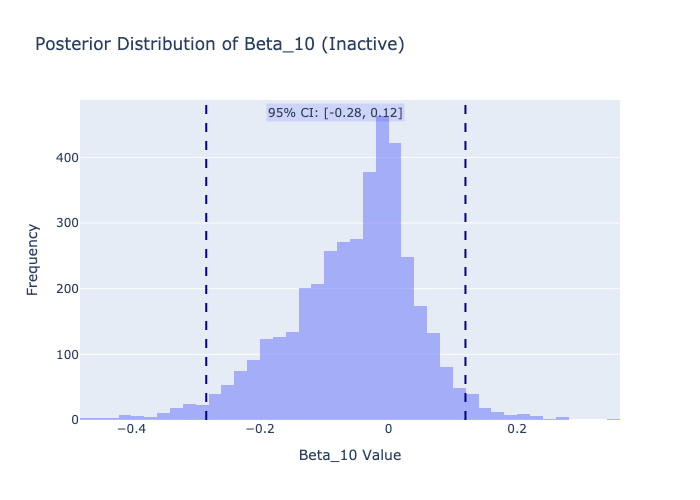 Posterior Distribution of Beta_10 (Inactive)
95% CI: [-0.28, 0.12]
Frequency
400
300
200
100
0
−0.4
−0.2
0
0.2
Beta_10 Value